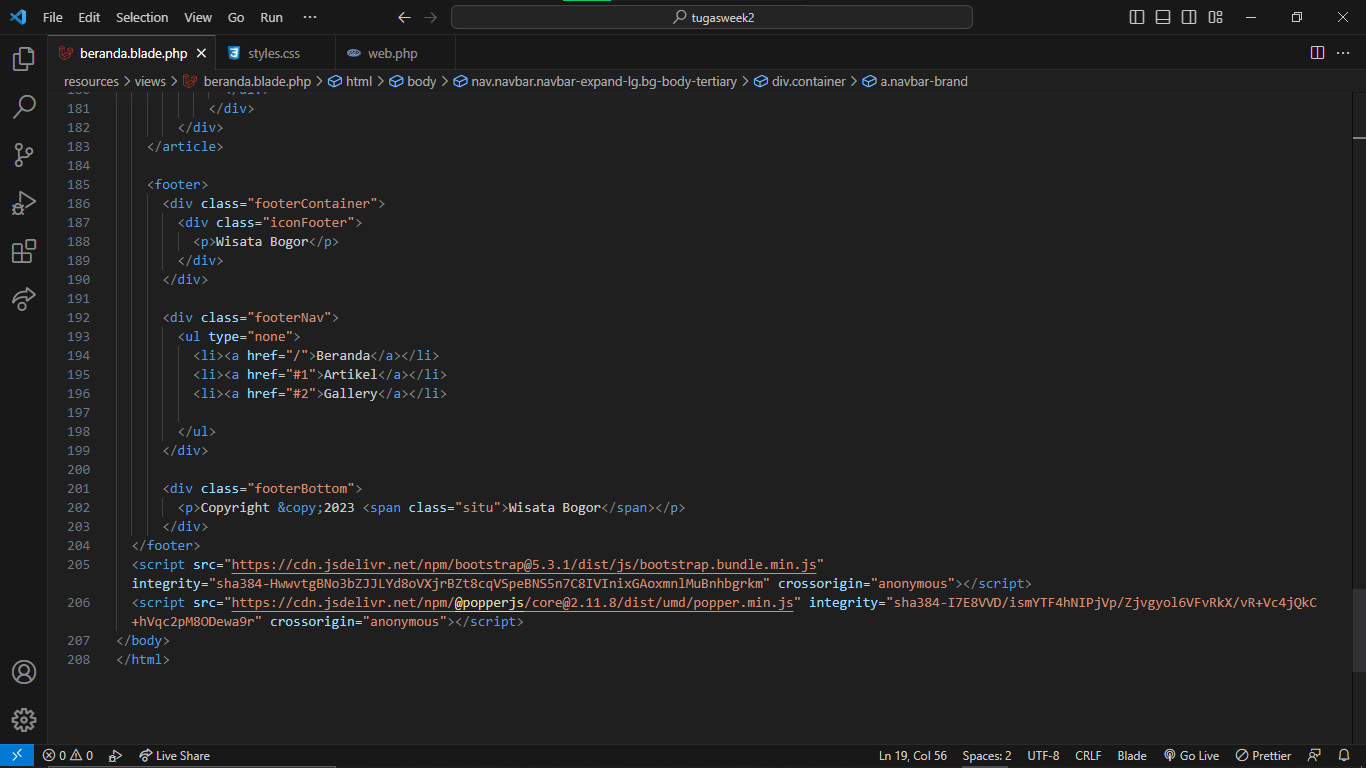 File Edit Selection View Go Run ··· tugasweek2
beranda.blade.php styles.css web.php
resources > views > beranda.blade.php > html > body > nav.navbar.navbar-expand-lg.bg-body-tertiary > div.container > a.navbar-brand
181 </div>
182 </div>
183 </article>
184
185 <footer>
186 <div class="footerContainer">
187 <div class="iconFooter">
188 <p>Wisata Bogor</p>
189 </div>
190 </div>
191
192 <div class="footerNav">
193 <ul type="none">
194 <li><a href="/">Beranda</a></li>
195 <li><a href="#1">Artikel</a></li>
196 <li><a href="#2">Gallery</a></li>
197
198 </ul>
199 </div>
200
201 <div class="footerBottom">
202 <p>Copyright &copy;2023 <span class="situ">Wisata Bogor</span></p>
203 </div>
204 </footer>
205 <script src="https://cdn.jsdelivr.net/npm/bootstrap@5.3.1/dist/js/bootstrap.bundle.min.js"
integrity="sha384-HwwvtgBNo3bZJJLYd8oVXjrBZt8cqVSpeBNS5n7C8IVInixGAoxmnlMuBnhbgrkm" crossorigin="anonymous"></script>
206 <script src="https://cdn.jsdelivr.net/npm/@popperjs/core@2.11.8/dist/umd/popper.min.js" integrity="sha384-I7E8VVD/ismYTF4hNIPjVp/Zjvgyol6VFvRkX/vR+Vc4jQkC
+hVqc2pM8ODewa9r" crossorigin="anonymous"></script>
207 </body>
208 </html>
0 0 Live Share Ln 19, Col 56 Spaces: 2 UTF-8 CRLF Blade Go Live Prettier